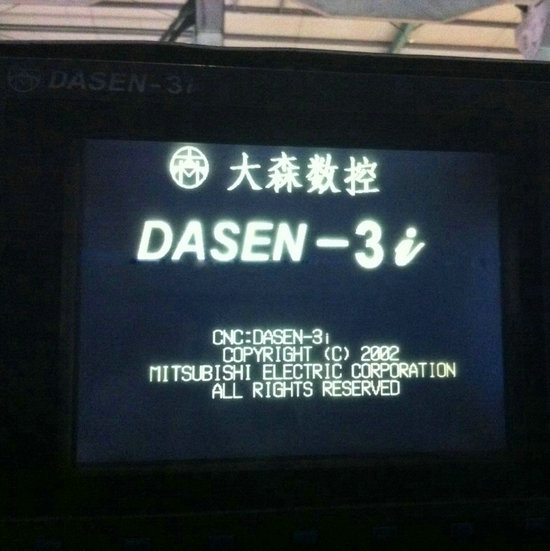 DASEN-3i
大森数控
DASEN-3i
CNC:DASEN-3i
COPYRIGHT (C) 2002
MITSUBISHI ELECTRIC CORPORATION
ALL RIGHTS RESERVED